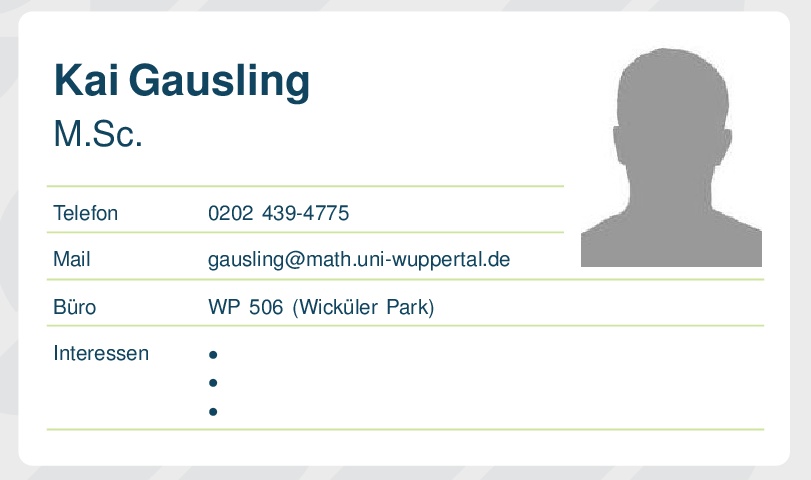 Kai Gausling
M.Sc.
Telefon 0202 439-4775
Mail gausling@math.uni-wuppertal.de
Büro WP 506 (Wicküler Park)
Interessen •
•
•